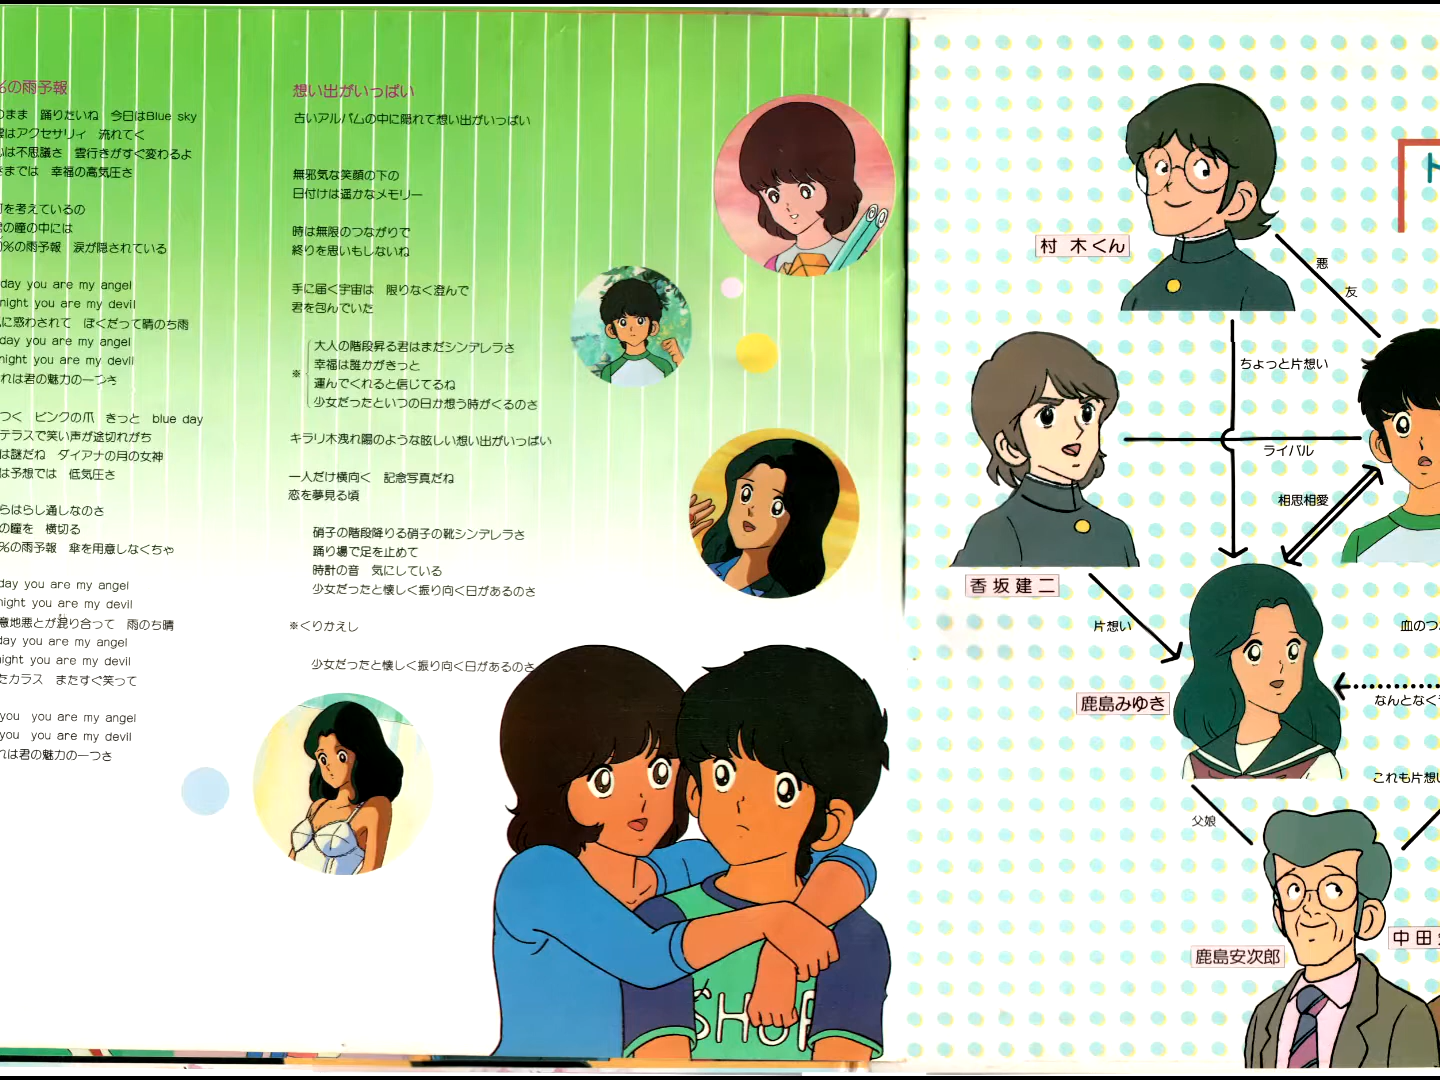 %の雨予報
のまま　踊りたいね　今日はBlue sky
はアクセサリィ　流れてく
は不思議さ　雲行きがすぐ変わるよ
までは　幸福の高気圧さ
を考えているの
の瞳の中には
0%の雨予報　涙が隠されている
day you are my angel
night you are my devil
に惑わされて　ぼくだって晴のち雨
day you are my angel
night you are my devil
れは君の魅力の一つさ
つく　ピンクの爪　きっと　blue day
テラスで笑い声が途切れがち
は謎だね　ダイアナの月の女神
は予想では　低気圧さ
らはらし通しなのさ
の瞳を　横切る
%の雨予報　傘を用意しなくちゃ
day you are my angel
night you are my devil
意地悪とが混り合って　雨のち晴
day you are my angel
night you are my devil
たカラス　またすぐ笑って
you　you are my angel
you　you are my devil
れは君の魅力の一つさ
想い出がいっぱい
古いアルバムの中に隠れて想い出がいっぱい
無邪気な笑顔の下の
日付けは遥かなメモリー
時は無限のつながりで
終りを思いもしないね
手に届く宇宙は　限りなく澄んで
君を包んでいた
※
大人の階段昇る君はまだシンデレラさ
幸福は誰かがきっと
運んでくれると信じてるね
少女だったといつの日か想う時がくるのさ
キラリ木洩れ陽のような眩しい想い出がいっぱい
一人だけ横向く　記念写真だね
恋を夢見る頃
硝子の階段降りる硝子の靴シンデレラさ
踊り場で足を止めて
時計の音　気にしている
少女だったと懐しく振り向く日があるのさ
※くりかえし
少女だったと懐しく振り向く日があるのさ
SHOP
ト
村木くん
悪
友
ちょっと片想い
ライバル
相思相愛
香坂建二
片想い
血のつ
鹿島みゆき
なんとなく
これも片想い
父娘
鹿島安次郎
中田